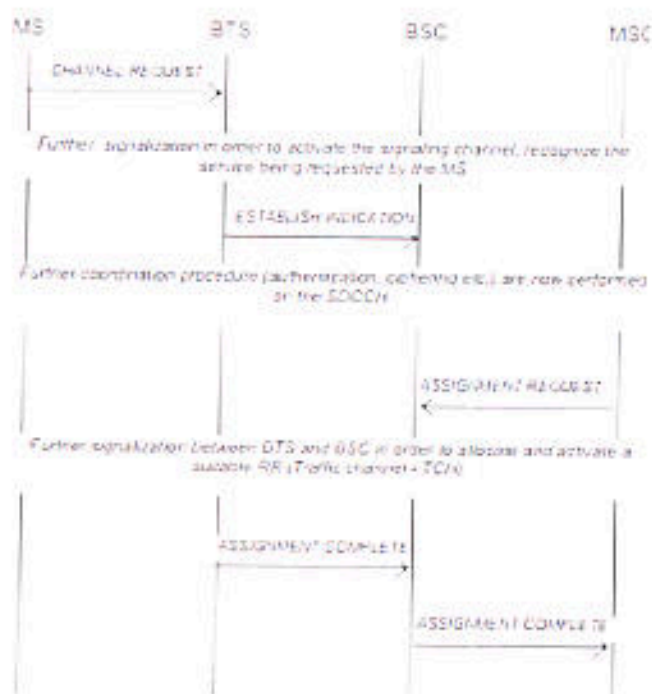 MS BTS BSC MSC
CHANNEL REQUEST
Further signalization in order to activate the signaling channel, recognize the
service being requested by the MS
ESTABLISH INDICATION
Further coordination procedure (authentication, ciphering etc.) are now performed
on the SDCCH
ASSIGNMENT REQUEST
Further signalization between BTS and BSC in order to allocate and activate a
suitable RR (Traffic channel - TCH)
ASSIGNMENT COMPLETE
ASSIGNMENT COMPLETE